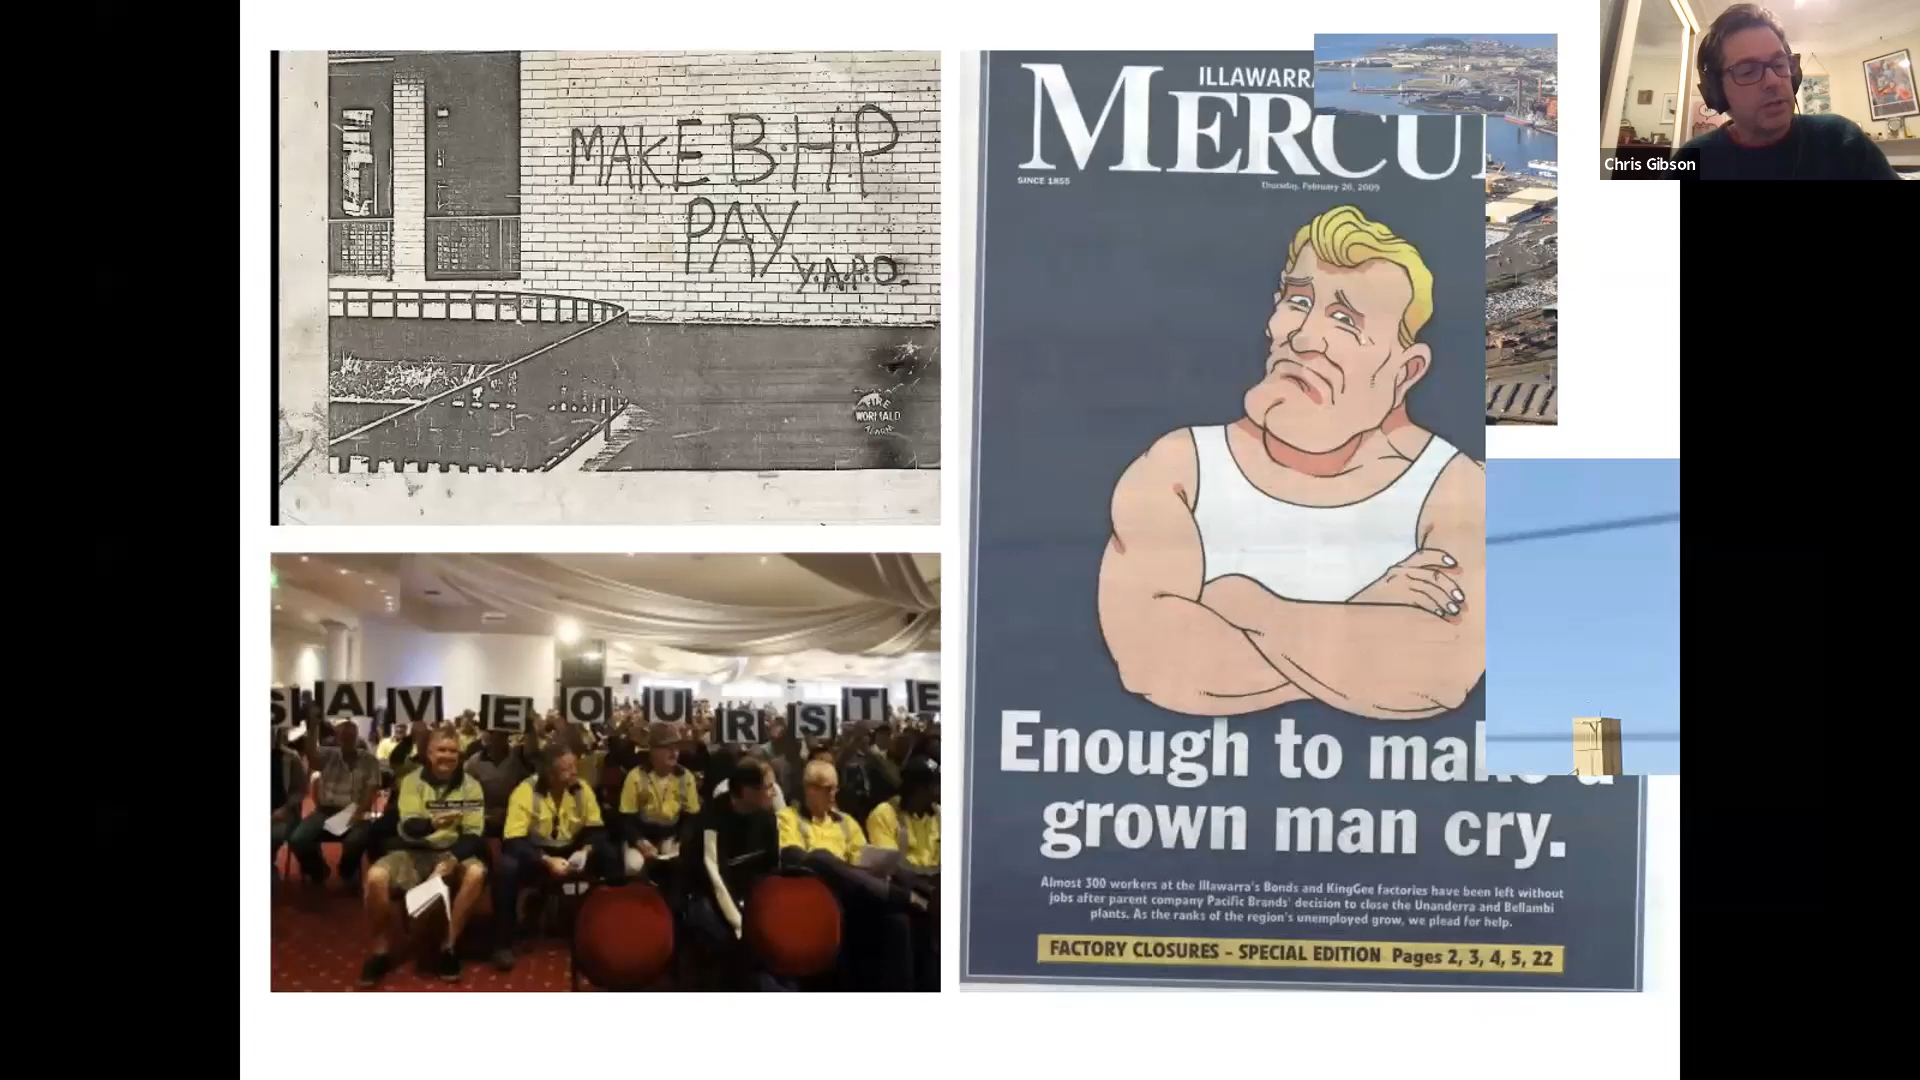 MAKE B·H·P
PAY
Y.A.P.O.
FIRE
WORMALD
ALARM
SAVE OUR STE
ILLAWARRA
MERCU
SINCE 1855
Thursday, February 26, 2009
Enough to make a
grown man cry.
Almost 300 workers at the Illawarra's Bonds and KingGee factories have been left without
jobs after parent company Pacific Brands' decision to close the Unanderra and Bellambi
plants. As the ranks of the region's unemployed grow, we plead for help.
FACTORY CLOSURES – SPECIAL EDITION Pages 2, 3, 4, 5, 22
Chris Gibson